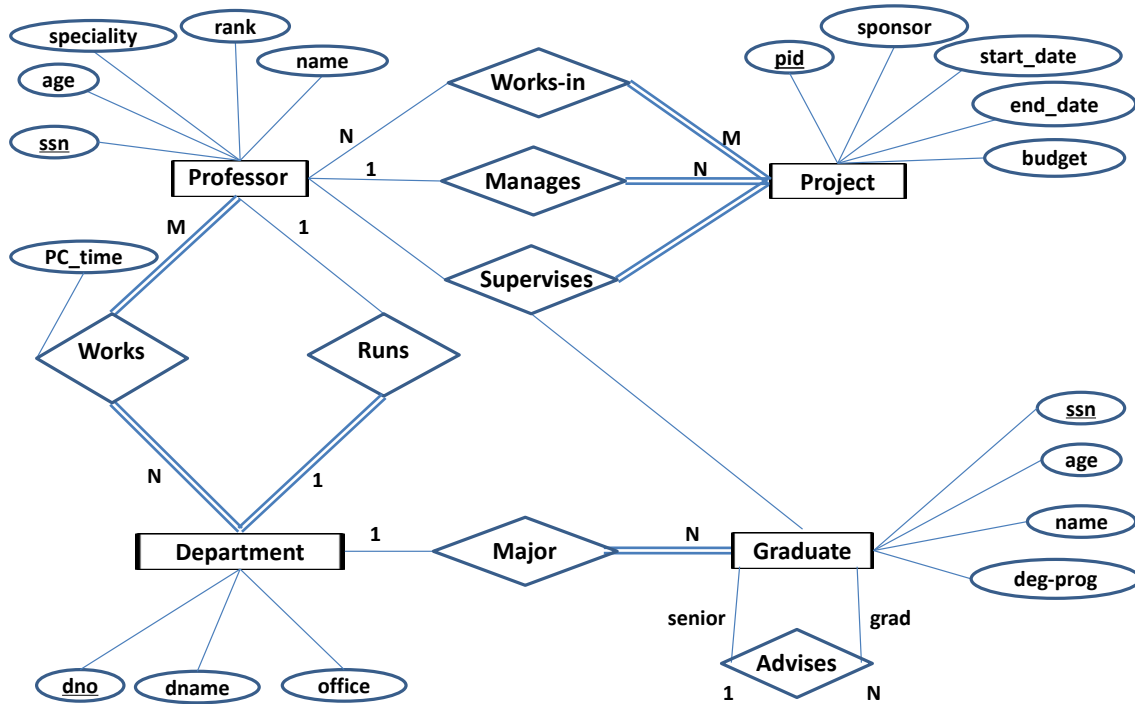 speciality
rank
name
age
ssn
Professor
Works-in
N
M
1
Manages
N
Supervises
pid
sponsor
start_date
end_date
budget
Project
M
1
PC_time
Works
Runs
N
1
Department
1
Major
N
Graduate
ssn
age
name
deg-prog
senior
grad
Advises
1
N
dno
dname
office